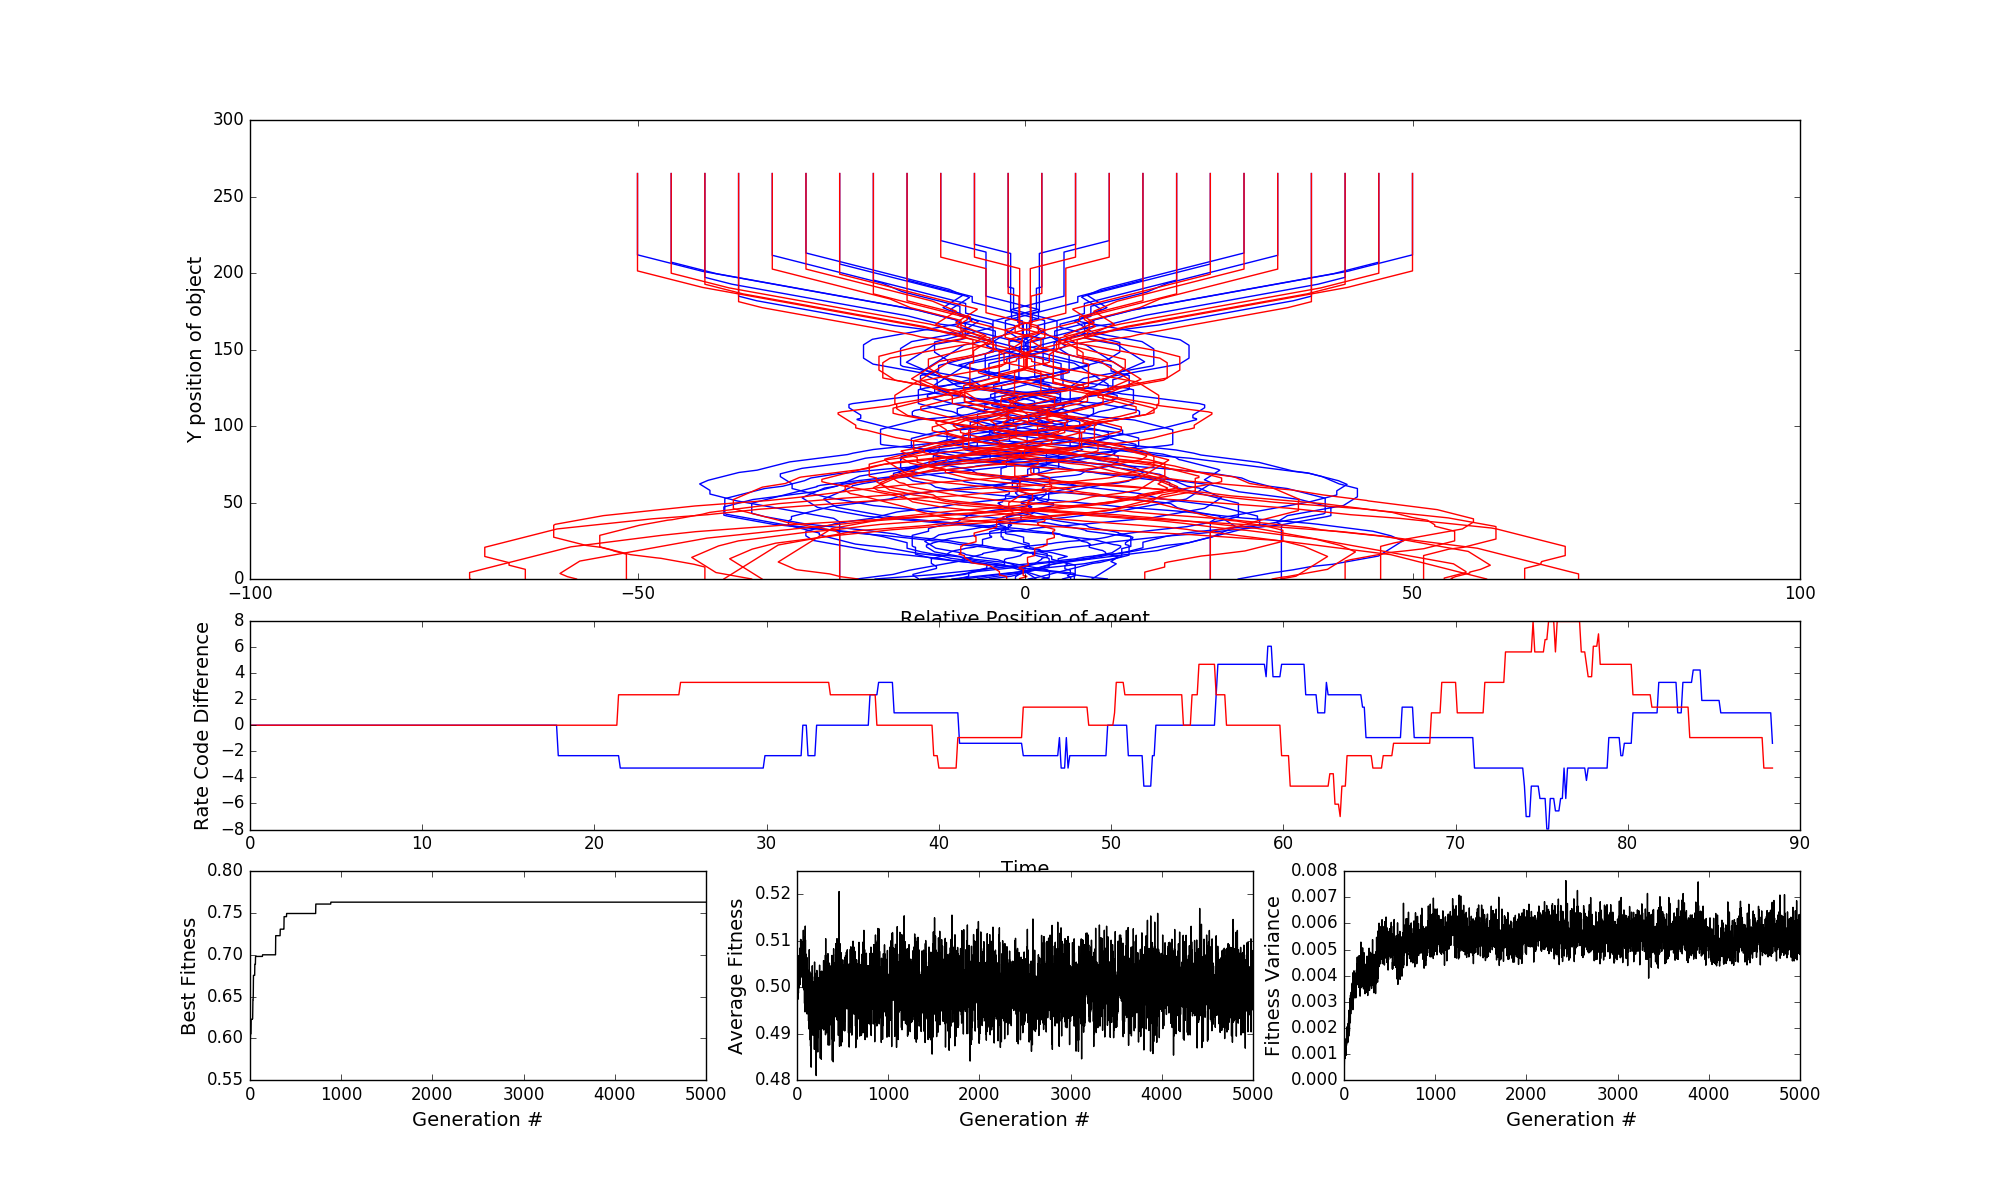 300
250
200
150
100
50
0
Y position of object
−100 −50 0 50 100
Relative Position of agent
8
6
4
2
0
−2
−4
−6
−8
Rate Code Difference
0 10 20 30 40 50 60 70 80 90
Time
0.80
0.75
0.70
0.65
0.60
0.55
Best Fitness
0 1000 2000 3000 4000 5000
Generation #
0.52
0.51
0.50
0.49
0.48
Average Fitness
0 1000 2000 3000 4000 5000
Generation #
0.008
0.007
0.006
0.005
0.004
0.003
0.002
0.001
0.000
Fitness Variance
0 1000 2000 3000 4000 5000
Generation #